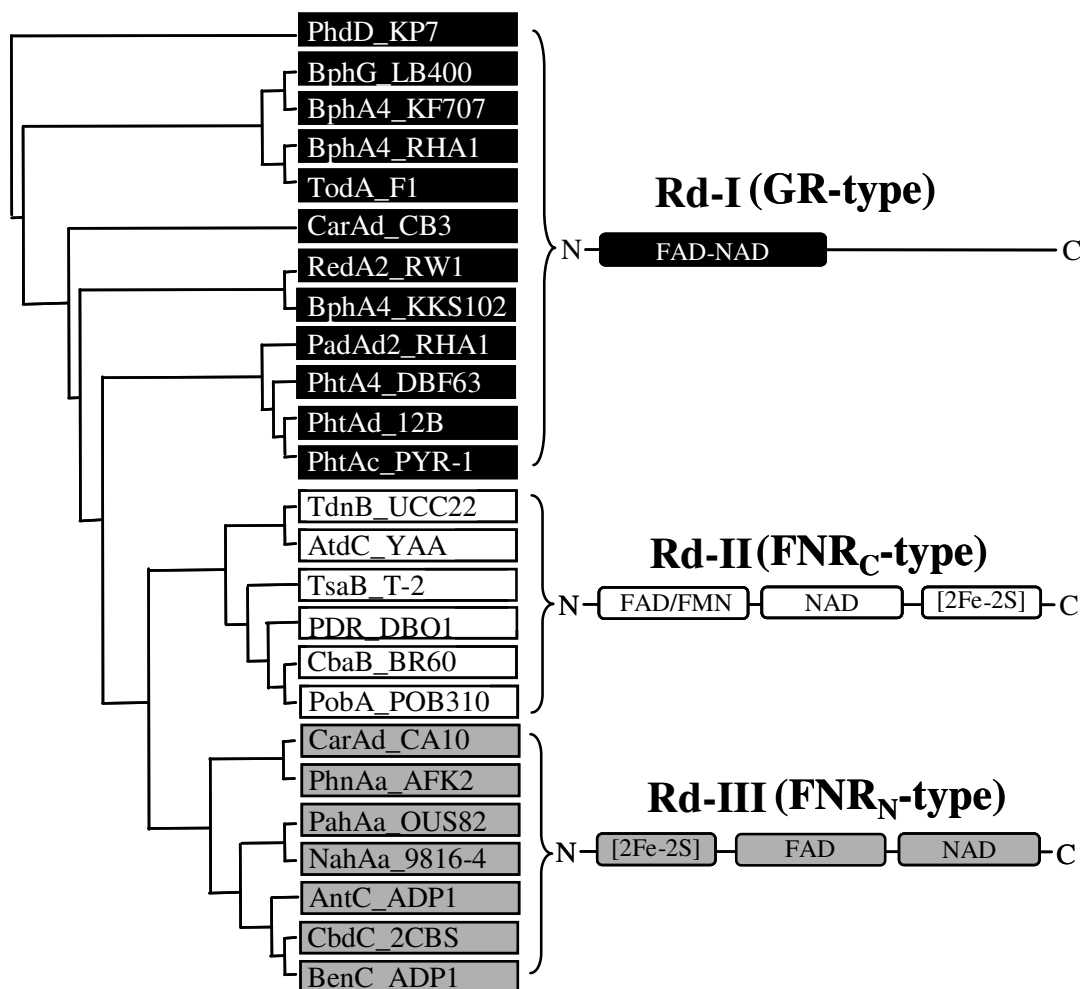 PhdD_KP7
BphG_LB400
BphA4_KF707
BphA4_RHA1
TodA_F1
CarAd_CB3
RedA2_RW1
BphA4_KKS102
PadAd2_RHA1
PhtA4_DBF63
PhtAd_12B
PhtAc_PYR-1
Rd-I (GR-type)
N FAD-NAD C
TdnB_UCC22
AtdC_YAA
TsaB_T-2
PDR_DBO1
CbaB_BR60
PobA_POB310
Rd-II (FNRC-type)
N FAD/FMN NAD [2Fe-2S] C
CarAd_CA10
PhnAa_AFK2
PahAa_OUS82
NahAa_9816-4
AntC_ADP1
CbdC_2CBS
BenC_ADP1
Rd-III (FNRN-type)
N [2Fe-2S] FAD NAD C